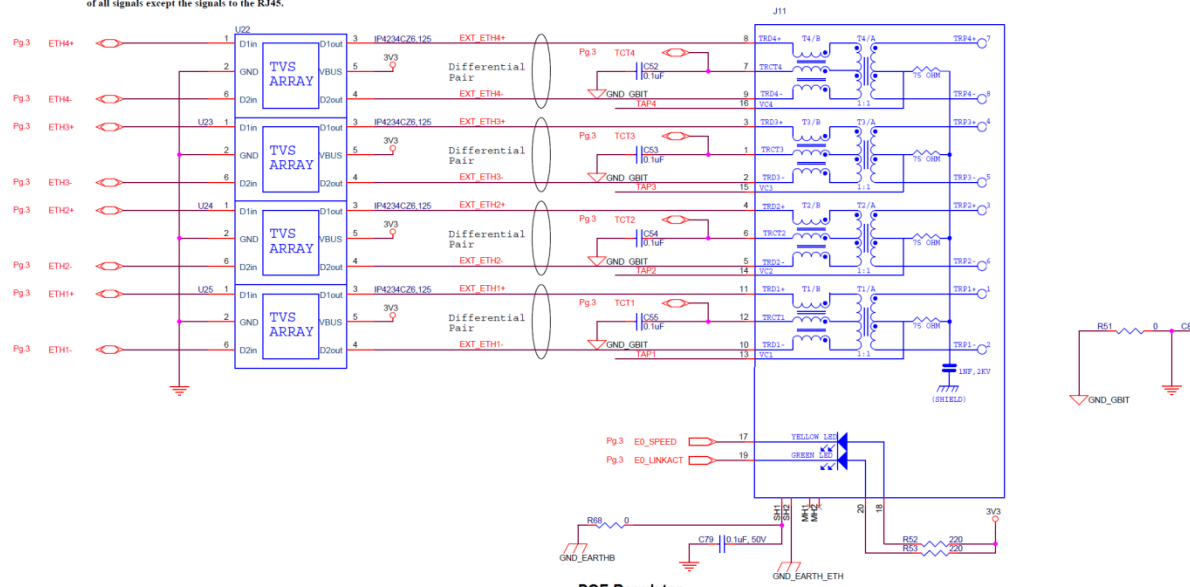 of all signals except the signals to the RJ45.
J11
U22
Pg.3 ETH4+ 1 D1in D1out 3 IP4234CZ6,125 EXT_ETH4+ 8 TRD4+ T4/B T4/A TRP4+ 7
3V3
Pg.3 TCT4
2 GND TVS ARRAY VBUS 5 Differential Pair C52 0.1uF 7 TRCT4 75 OHM
Pg.3 ETH4- 6 D2in D2out 4 EXT_ETH4- GND_GBIT 9 TRD4- TRP4- 8
TAP4 16 VC4 1:1
Pg.3 ETH3+ U23 1 D1in D1out 3 IP4234CZ6,125 EXT_ETH3+ 3 TRD3+ T3/B T3/A TRP3+ 4
3V3
Pg.3 TCT3
2 GND TVS ARRAY VBUS 5 Differential Pair C53 0.1uF 1 TRCT3 75 OHM
Pg.3 ETH3- 6 D2in D2out 4 EXT_ETH3- GND_GBIT 2 TRD3- TRP3- 5
TAP3 15 VC3 1:1
Pg.3 ETH2+ U24 1 D1in D1out 3 IP4234CZ6,125 EXT_ETH2+ 4 TRD2+ T2/B T2/A TRP2+ 3
3V3
Pg.3 TCT2
2 GND TVS ARRAY VBUS 5 Differential Pair C54 0.1uF 6 TRCT2 75 OHM
Pg.3 ETH2- 6 D2in D2out 4 EXT_ETH2- GND_GBIT 5 TRD2- TRP2- 6
TAP2 14 VC2 1:1
Pg.3 ETH1+ U25 1 D1in D1out 3 IP4234CZ6,125 EXT_ETH1+ 11 TRD1+ T1/B T1/A TRP1+ 1
3V3
Pg.3 TCT1
2 GND TVS ARRAY VBUS 5 Differential Pair C55 0.1uF 12 TRCT1 75 OHM
Pg.3 ETH1- 6 D2in D2out 4 EXT_ETH1- GND_GBIT 10 TRD1- TRP1- 2
TAP1 13 VC1 1:1
R51 0
1NF,2KV
(SHIELD)
GND_GBIT
Pg.3 E0_SPEED 17 YELLOW LED
Pg.3 E0_LINKACT 19 GREEN LED
SH1 SH2 MH1 MH2 20 18
3V3
R68 0
C79 0.1uF, 50V
R52 220
R53 220
GND_EARTHB
GND_EARTH_ETH